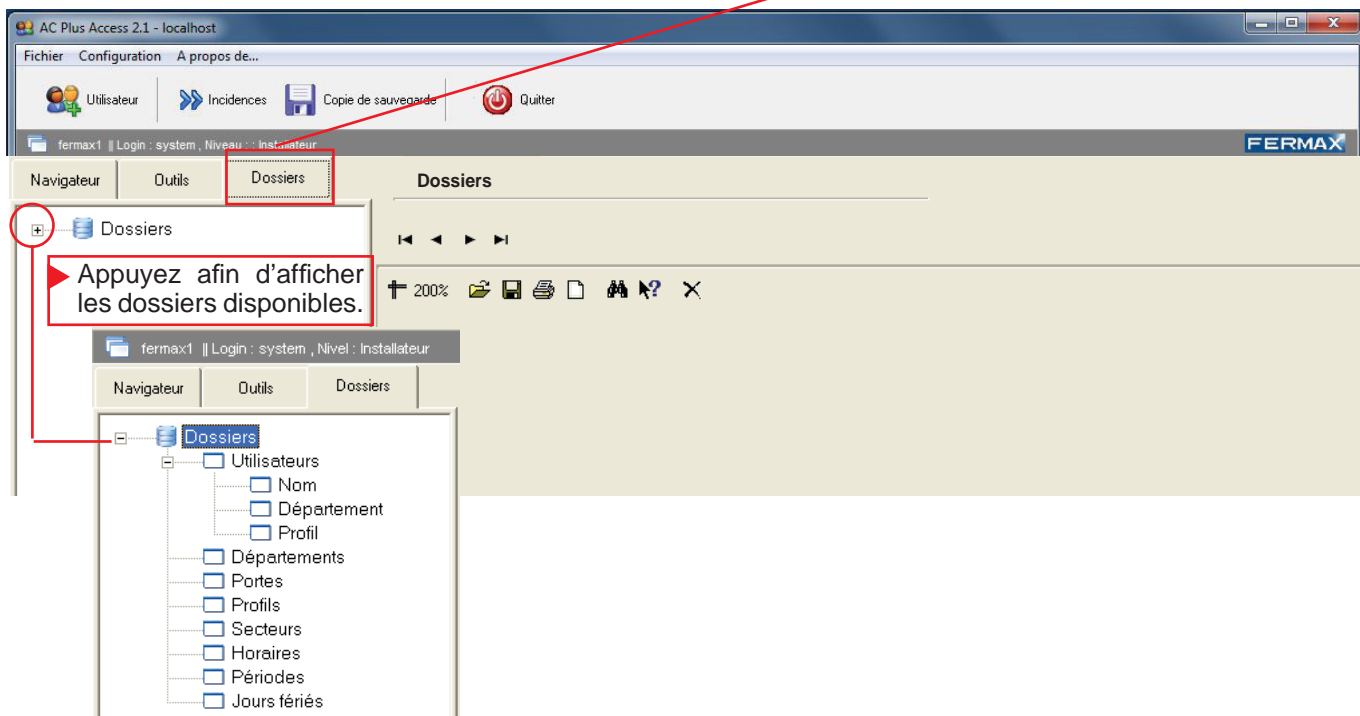 AC Plus Access 2.1 - localhost
Fichier Configuration A propos de...
Utilisateur Incidences Copie de sauvegarde Quitter
fermax1 || Login : system , Niveau : : Installateur
FERMAX
Navigateur Outils Dossiers
Dossiers
Dossiers
Appuyez afin d'afficher
les dossiers disponibles.
200%
fermax1 || Login : system , Nivel : Installateur
Navigateur Outils Dossiers
Dossiers
Utilisateurs
Nom
Département
Profil
Départements
Portes
Profils
Secteurs
Horaires
Périodes
Jours fériés